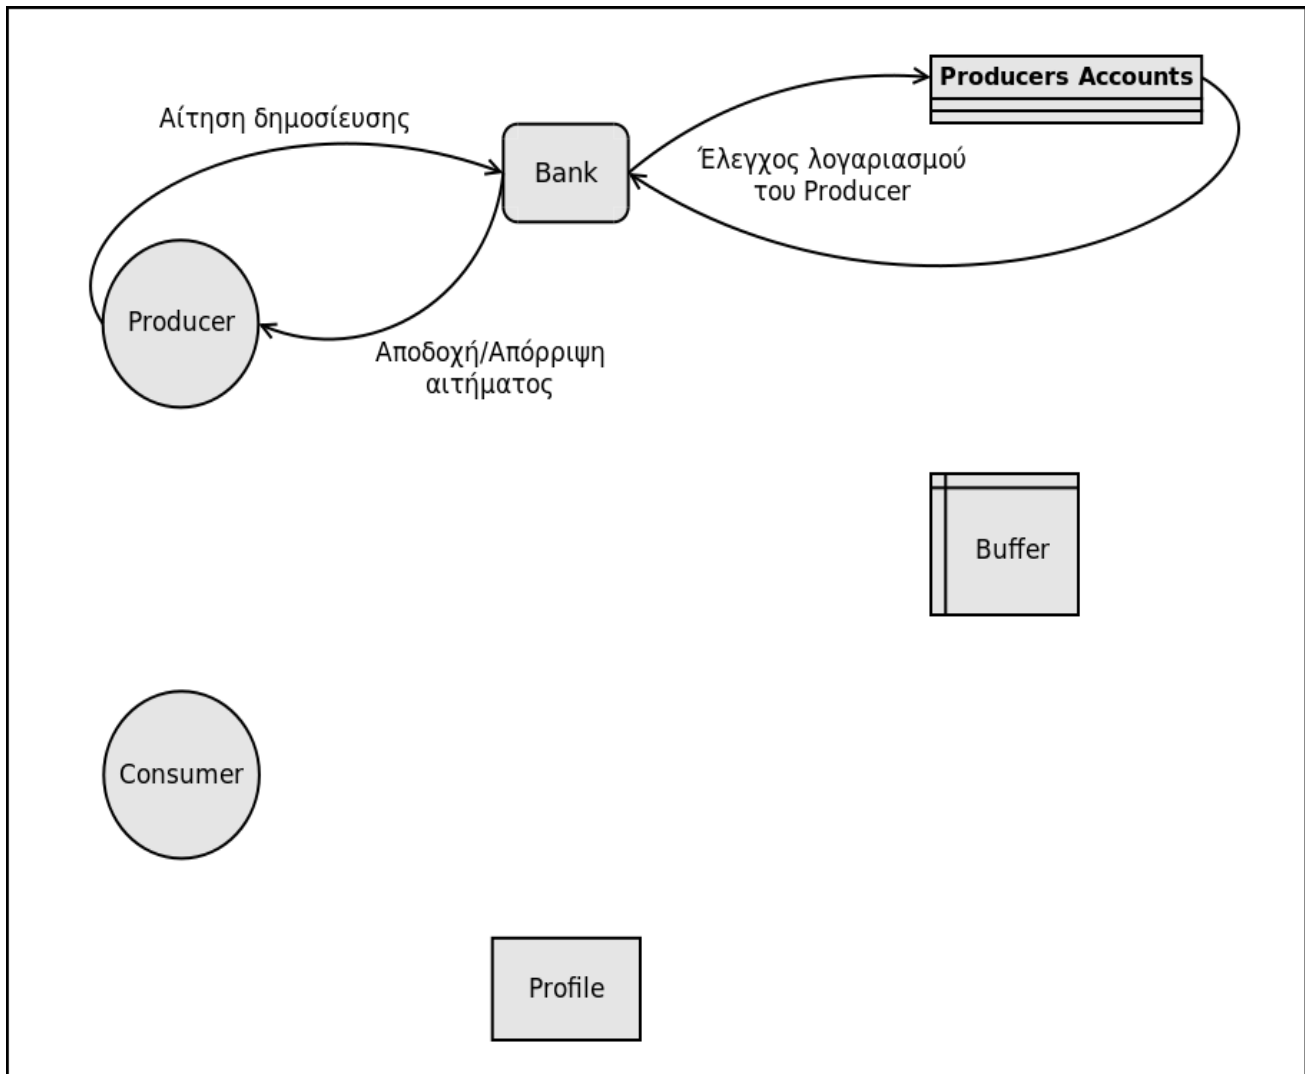 Producers Accounts
Αίτηση δημοσίευσης
Bank
Έλεγχος λογαριασμού
του Producer
Producer
Αποδοχή/Απόρριψη
αιτήματος
Buffer
Consumer
Profile